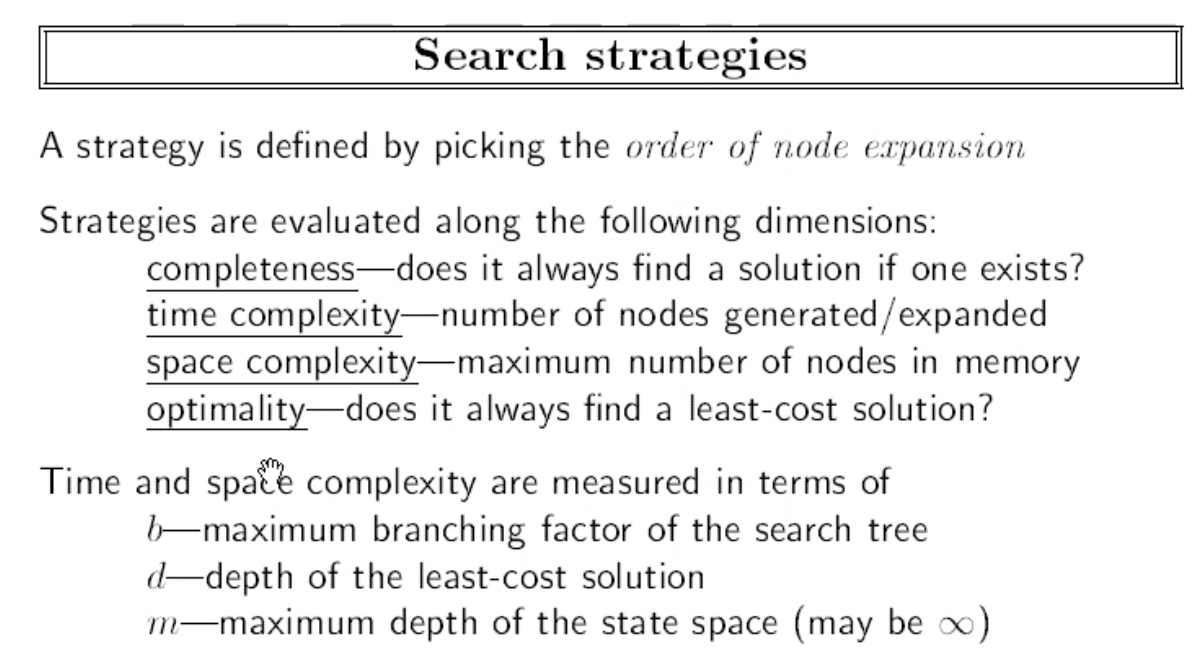 Search strategies
A strategy is defined by picking the order of node expansion
Strategies are evaluated along the following dimensions:
completeness—does it always find a solution if one exists?
time complexity—number of nodes generated/expanded
space complexity—maximum number of nodes in memory
optimality—does it always find a least-cost solution?
Time and space complexity are measured in terms of
b—maximum branching factor of the search tree
d—depth of the least-cost solution
m—maximum depth of the state space (may be ∞)